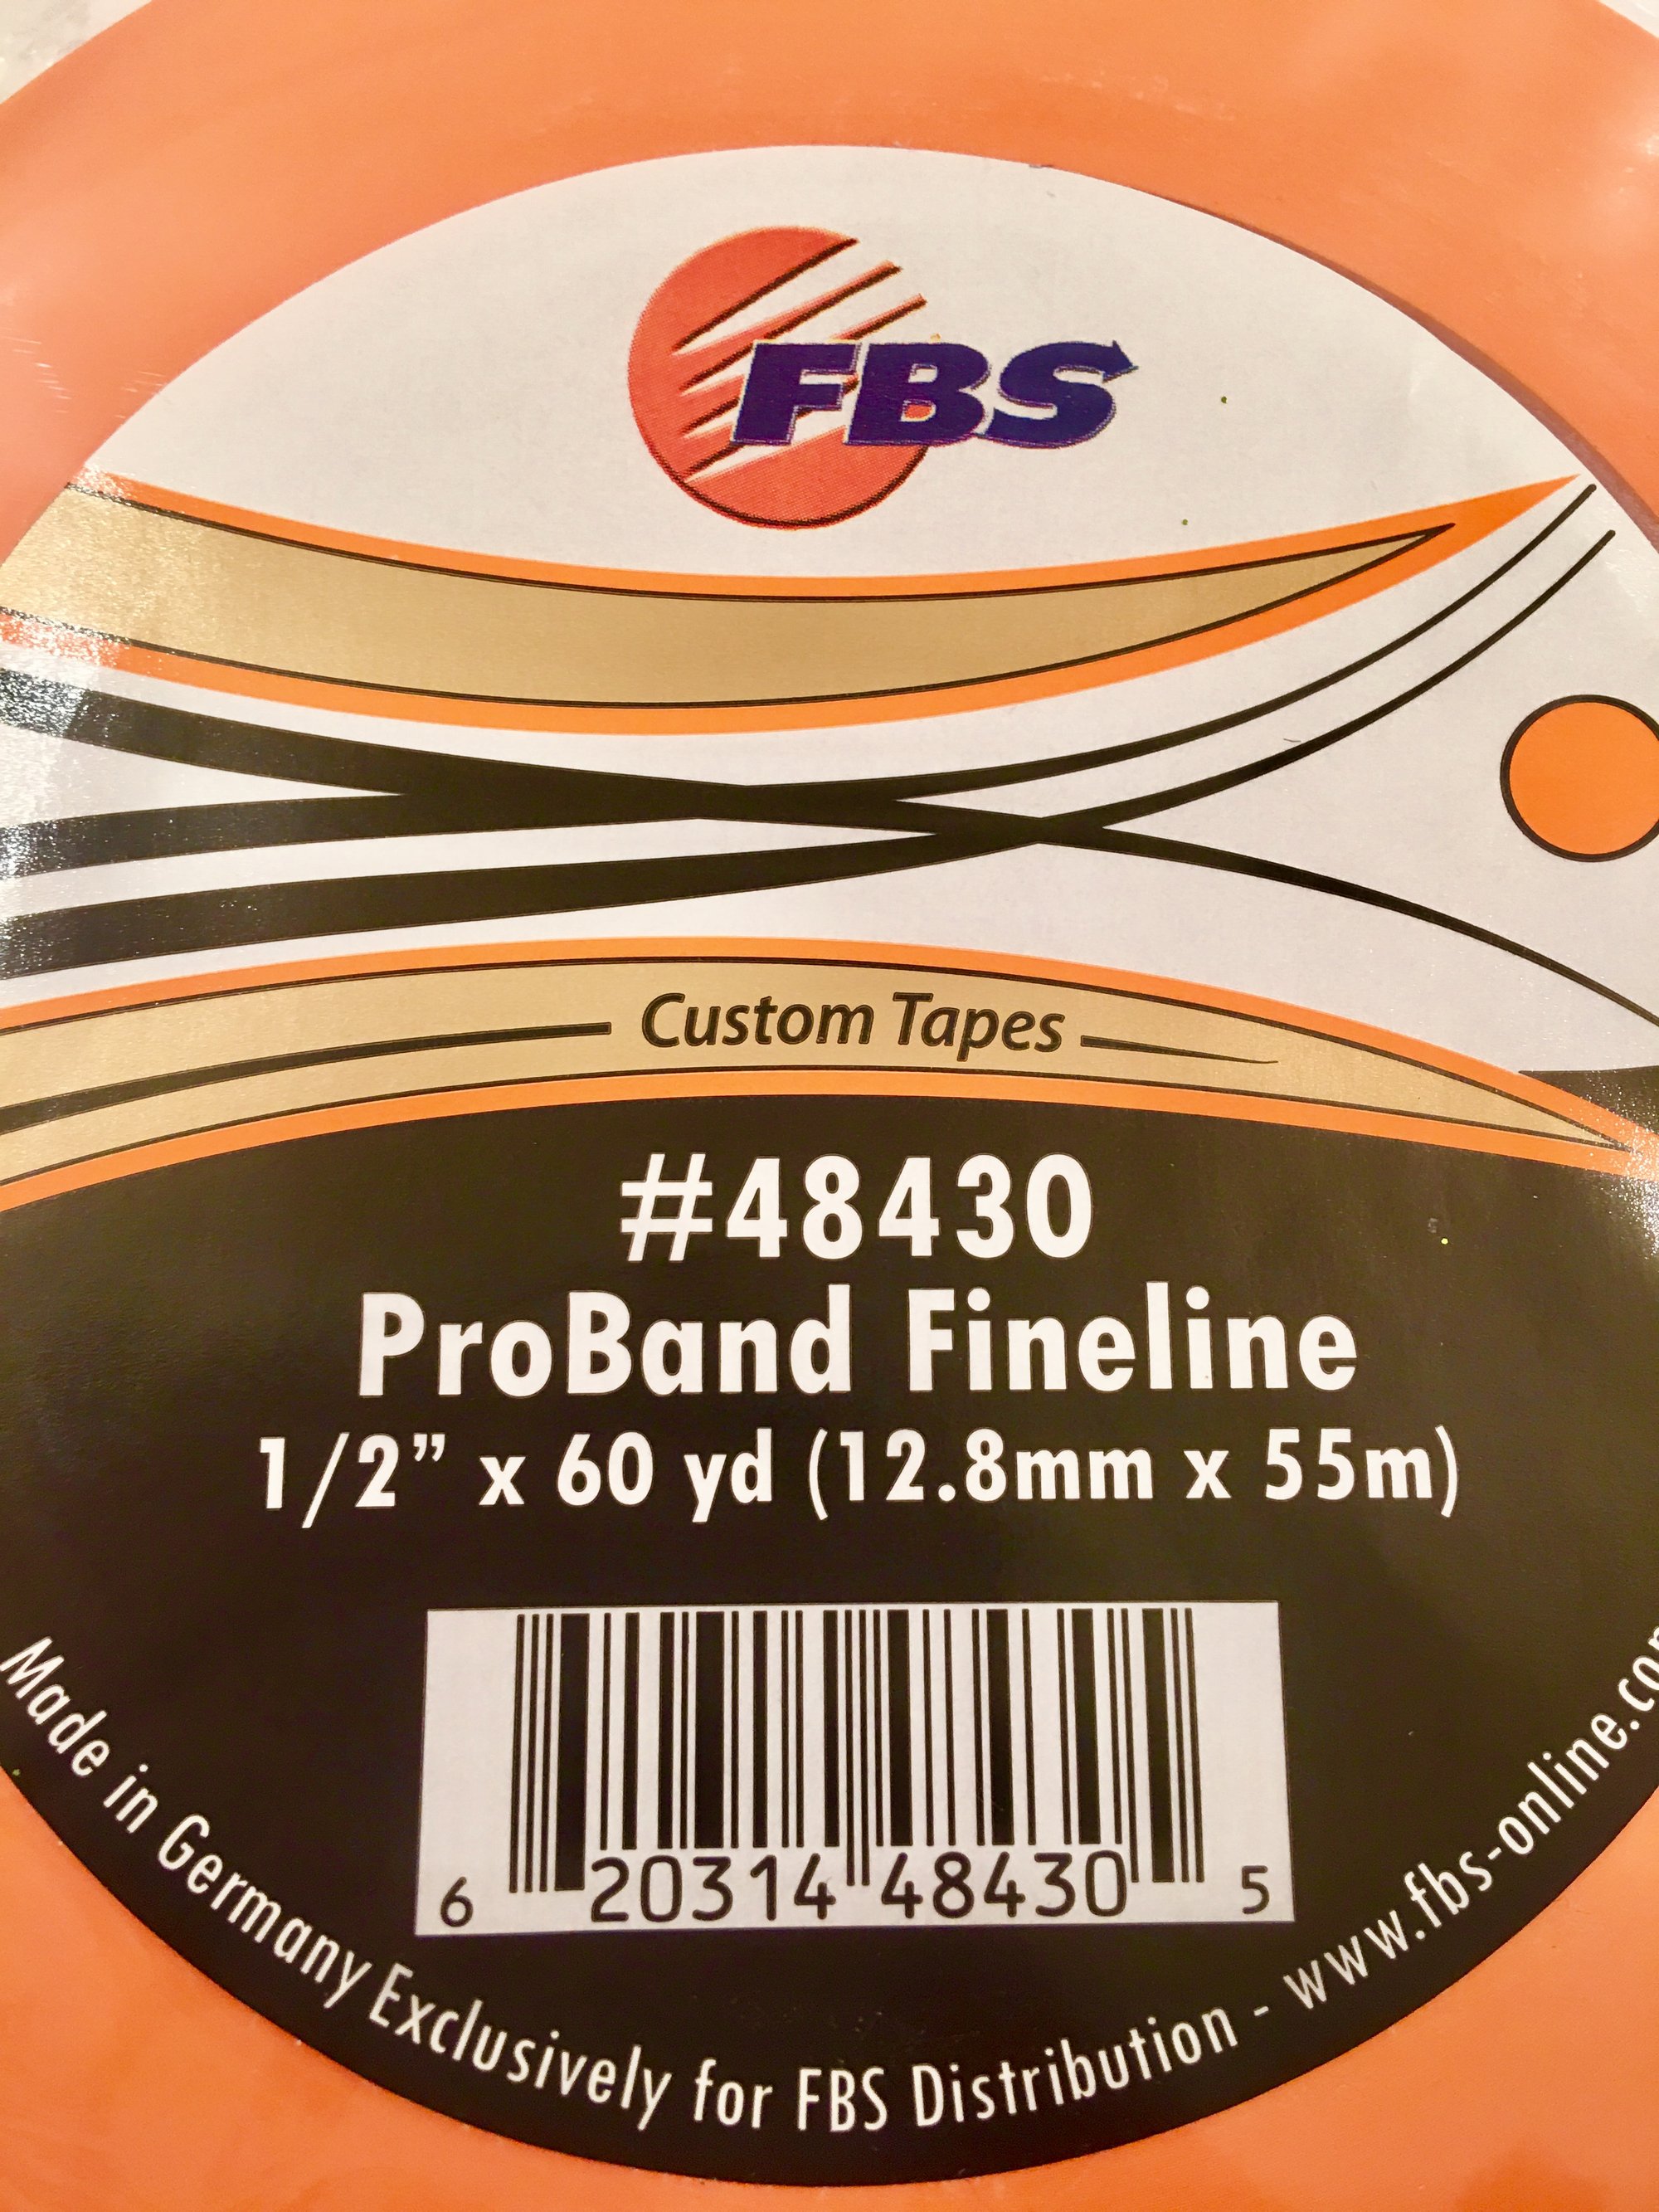 FBS
Custom Tapes
#48430
ProBand Fineline
1/2” x 60 yd (12.8mm x 55m)
6 20314 48430 5
Made in Germany Exclusively for FBS Distribution - www.fbs-online.com